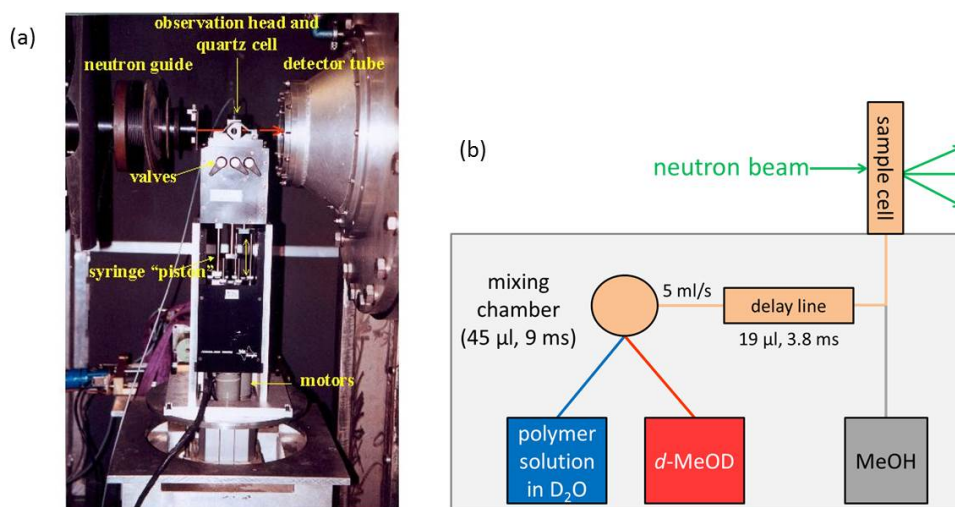 (a)
observation head and
quartz cell
neutron guide
detector tube
valves
syringe "piston"
motors
(b)
neutron beam
sample cell
mixing
chamber
(45 µl, 9 ms)
5 ml/s
delay line
19 µl, 3.8 ms
polymer
solution
in D₂O
d-MeOD
MeOH